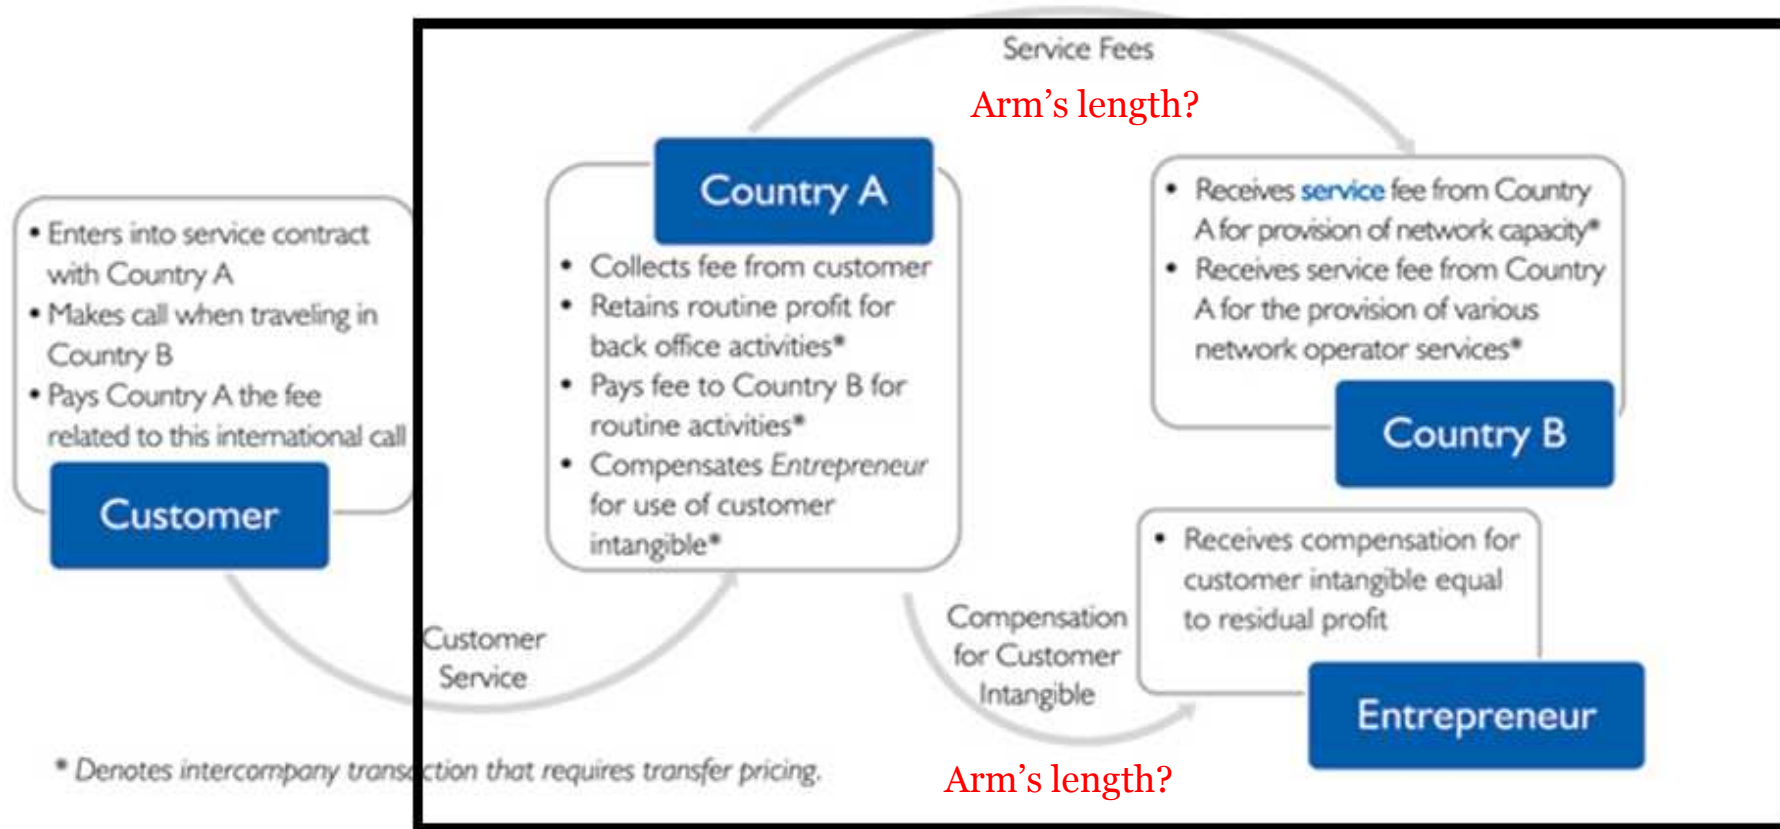 Service Fees
Arm's length?
• Enters into service contract
with Country A
• Makes call when traveling in
Country B
• Pays Country A the fee
related to this international call
Customer
Country A
• Collects fee from customer
• Retains routine profit for
back office activities*
• Pays fee to Country B for
routine activities*
• Compensates Entrepreneur
for use of customer
intangible*
• Receives service fee from Country
A for provision of network capacity*
• Receives service fee from Country
A for the provision of various
network operator services*
Country B
Customer
Service
Compensation
for Customer
Intangible
• Receives compensation for
customer intangible equal
to residual profit
Entrepreneur
Arm's length?
* Denotes intercompany transaction that requires transfer pricing.